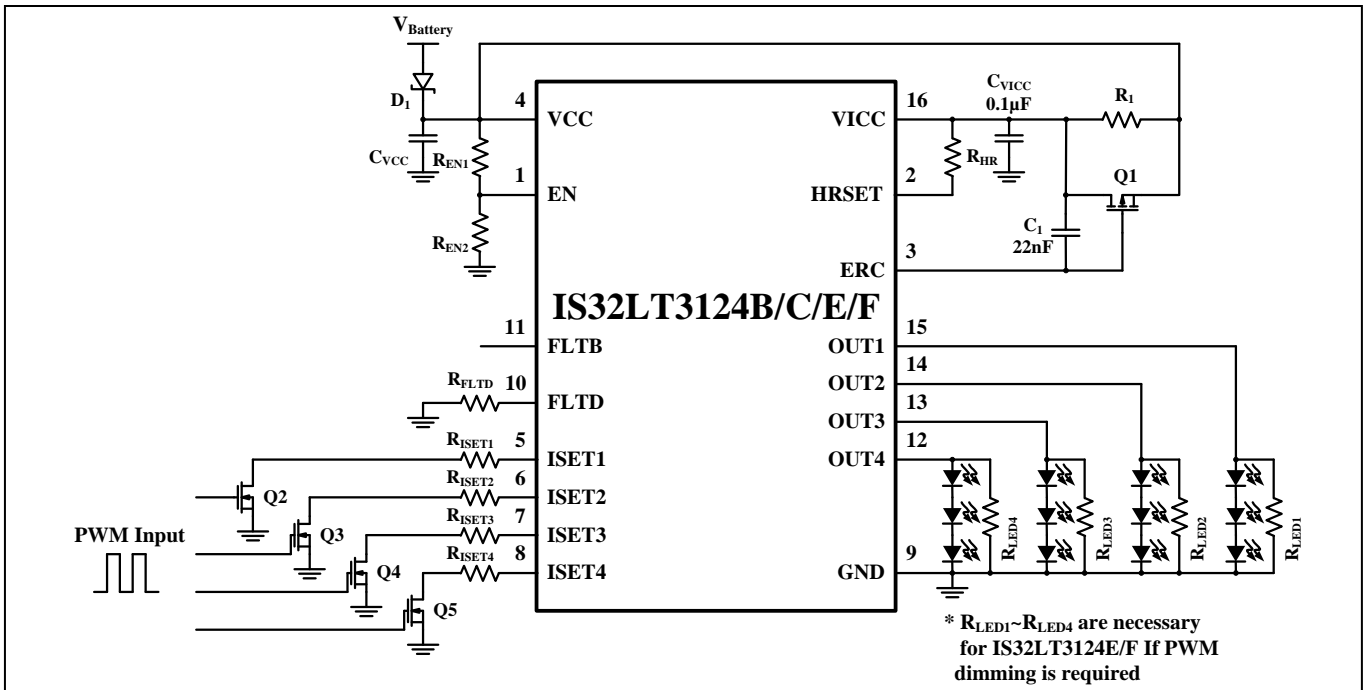 VBattery
D1
CVCC
REN1
REN2
4
VCC
1
EN
11
FLTB
RFLTD
10
FLTD
RISET1
5
ISET1
RISET2
6
ISET2
RISET3
7
ISET3
RISET4
8
ISET4
Q2
Q3
Q4
Q5
PWM Input
IS32LT3124B/C/E/F
16
VICC
2
HRSET
3
ERC
15
OUT1
14
OUT2
13
OUT3
12
OUT4
9
GND
CVICC
0.1µF
R1
RHR
Q1
C1
22nF
RLED4
RLED3
RLED2
RLED1
* RLED1~RLED4 are necessary
for IS32LT3124E/F If PWM
dimming is required